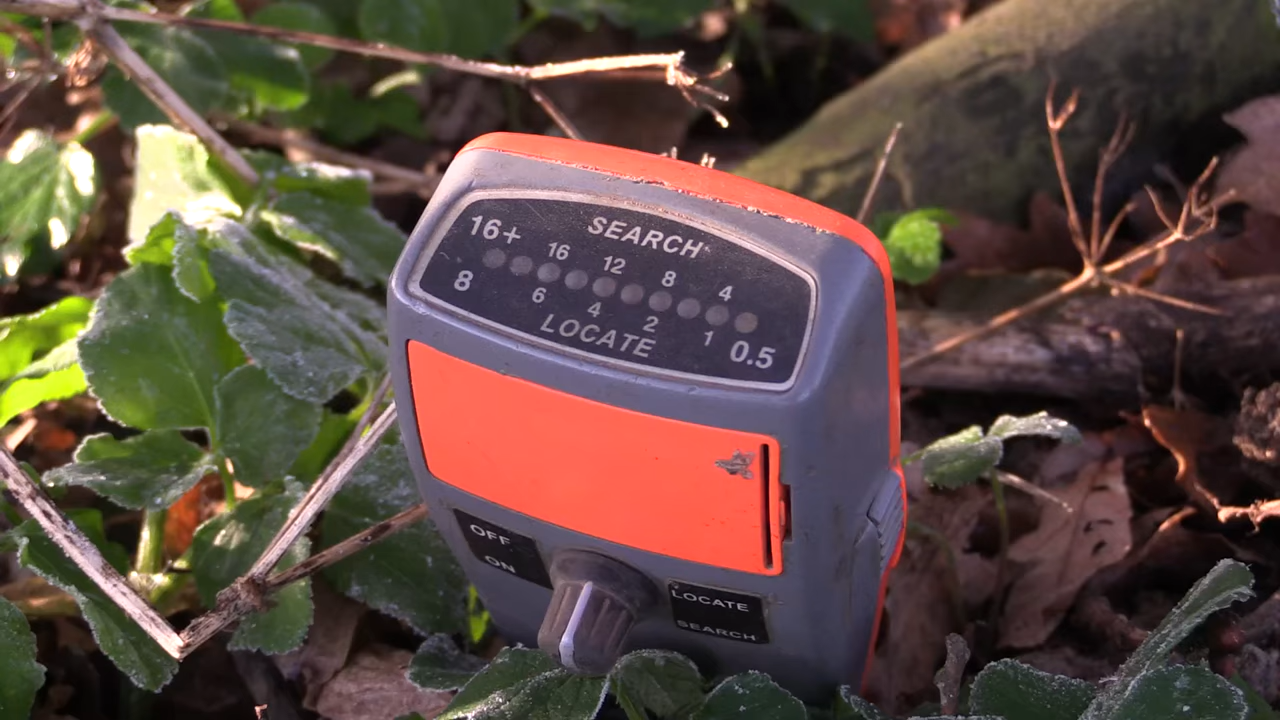 SEARCH
16+ 16 12 8 4
8 6 4 2 1 0.5
LOCATE
OFF
ON
LOCATE
SEARCH